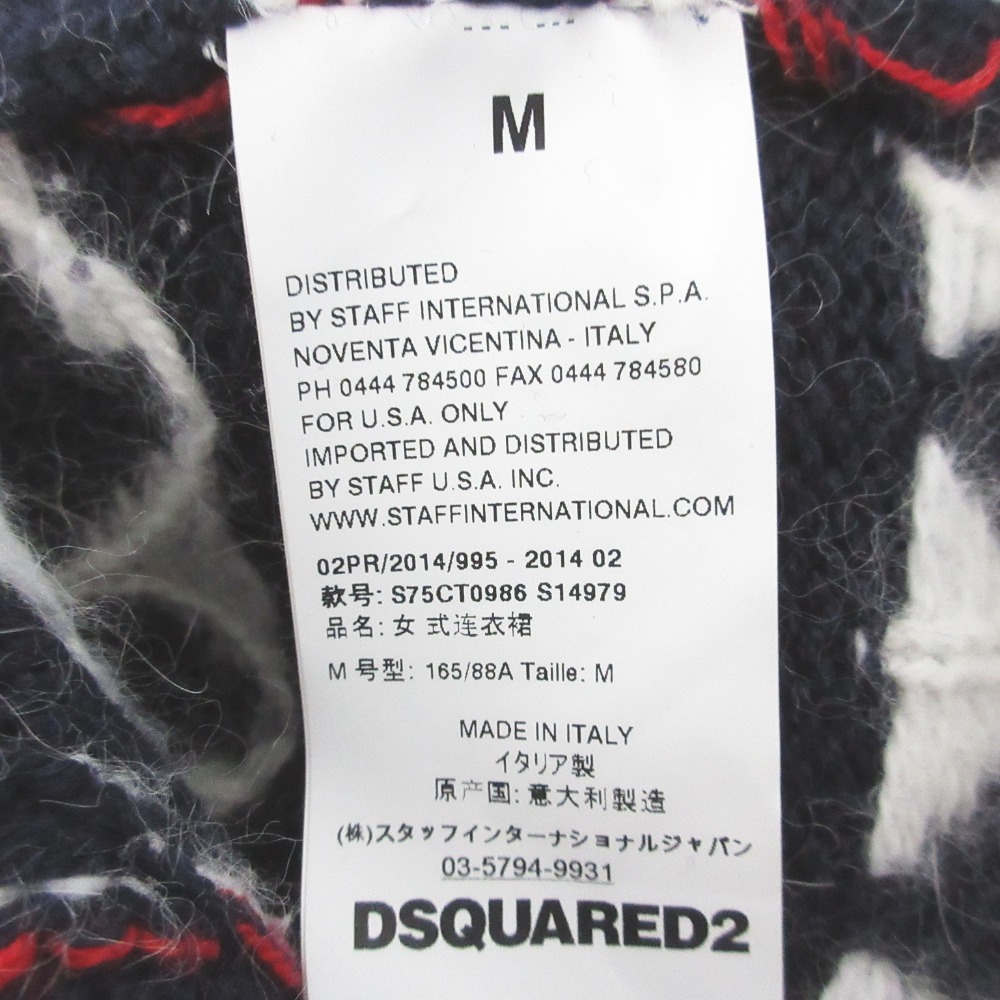 M
DISTRIBUTED
BY STAFF INTERNATIONAL S.P.A.
NOVENTA VICENTINA - ITALY
PH 0444 784500 FAX 0444 784580
FOR U.S.A. ONLY
IMPORTED AND DISTRIBUTED
BY STAFF U.S.A. INC.
WWW.STAFFINTERNATIONAL.COM
02PR/2014/995 - 2014 02
款号: S75CT0986 S14979
品名: 女 式连衣裙
M 号型: 165/88A Taille: M
MADE IN ITALY
イタリア製
原产国: 意大利製造
(株)スタッフインターナショナルジャパン
03-5794-9931
DSQUARED2